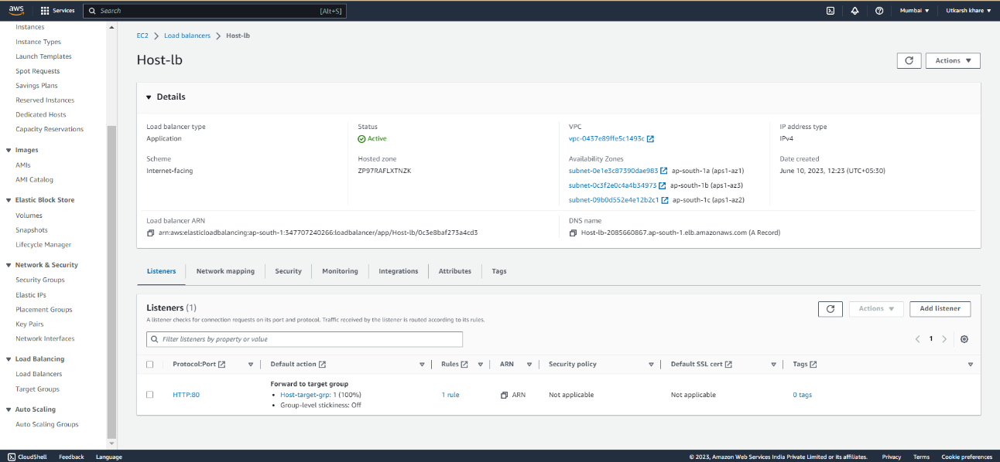 aws Services Search [Alt+S] Mumbai Utkarsh khare
Instances
Instance Types
Launch Templates
Spot Requests
Savings Plans
Reserved Instances
Dedicated Hosts
Capacity Reservations
Images
AMIs
AMI Catalog
Elastic Block Store
Volumes
Snapshots
Lifecycle Manager
Network & Security
Security Groups
Elastic IPs
Placement Groups
Key Pairs
Network Interfaces
Load Balancing
Load Balancers
Target Groups
Auto Scaling
Auto Scaling Groups
EC2 Load balancers Host-lb
Host-lb
Actions
Details
Load balancer type
Application
Scheme
Internet-facing
Status
Active
Hosted zone
ZP97RAFLXTNZK
VPC
vpc-0437e89ffe5c1493c
Availability Zones
subnet-0e1e3c87390dae983 ap-south-1a (aps1-az1)
subnet-0c3f2e0c4a4b34973 ap-south-1b (aps1-az3)
subnet-09b0d552e4e12b2c1 ap-south-1c (aps1-az2)
IP address type
IPv4
Date created
June 10, 2023, 12:23 (UTC+05:30)
Load balancer ARN
arn:aws:elasticloadbalancing:ap-south-1:347707240266:loadbalancer/app/Host-lb/0c3e8baf273a4cd3
DNS name
Host-lb-2085660867.ap-south-1.elb.amazonaws.com (A Record)
Listeners Network mapping Security Monitoring Integrations Attributes Tags
Listeners (1)
Actions Add listener
A listener checks for connection requests on its port and protocol. Traffic received by the listener is routed according to its rules.
Filter listeners by property or value
1
Protocol:Port Default action Rules ARN Security policy Default SSL cert Tags
HTTP:80
Forward to target group
• Host-target-grp: 1 (100%)
• Group-level stickiness: Off
1 rule ARN Not applicable Not applicable 0 tags
CloudShell Feedback Language © 2023, Amazon Web Services India Private Limited or its affiliates. Privacy Terms Cookie preferences